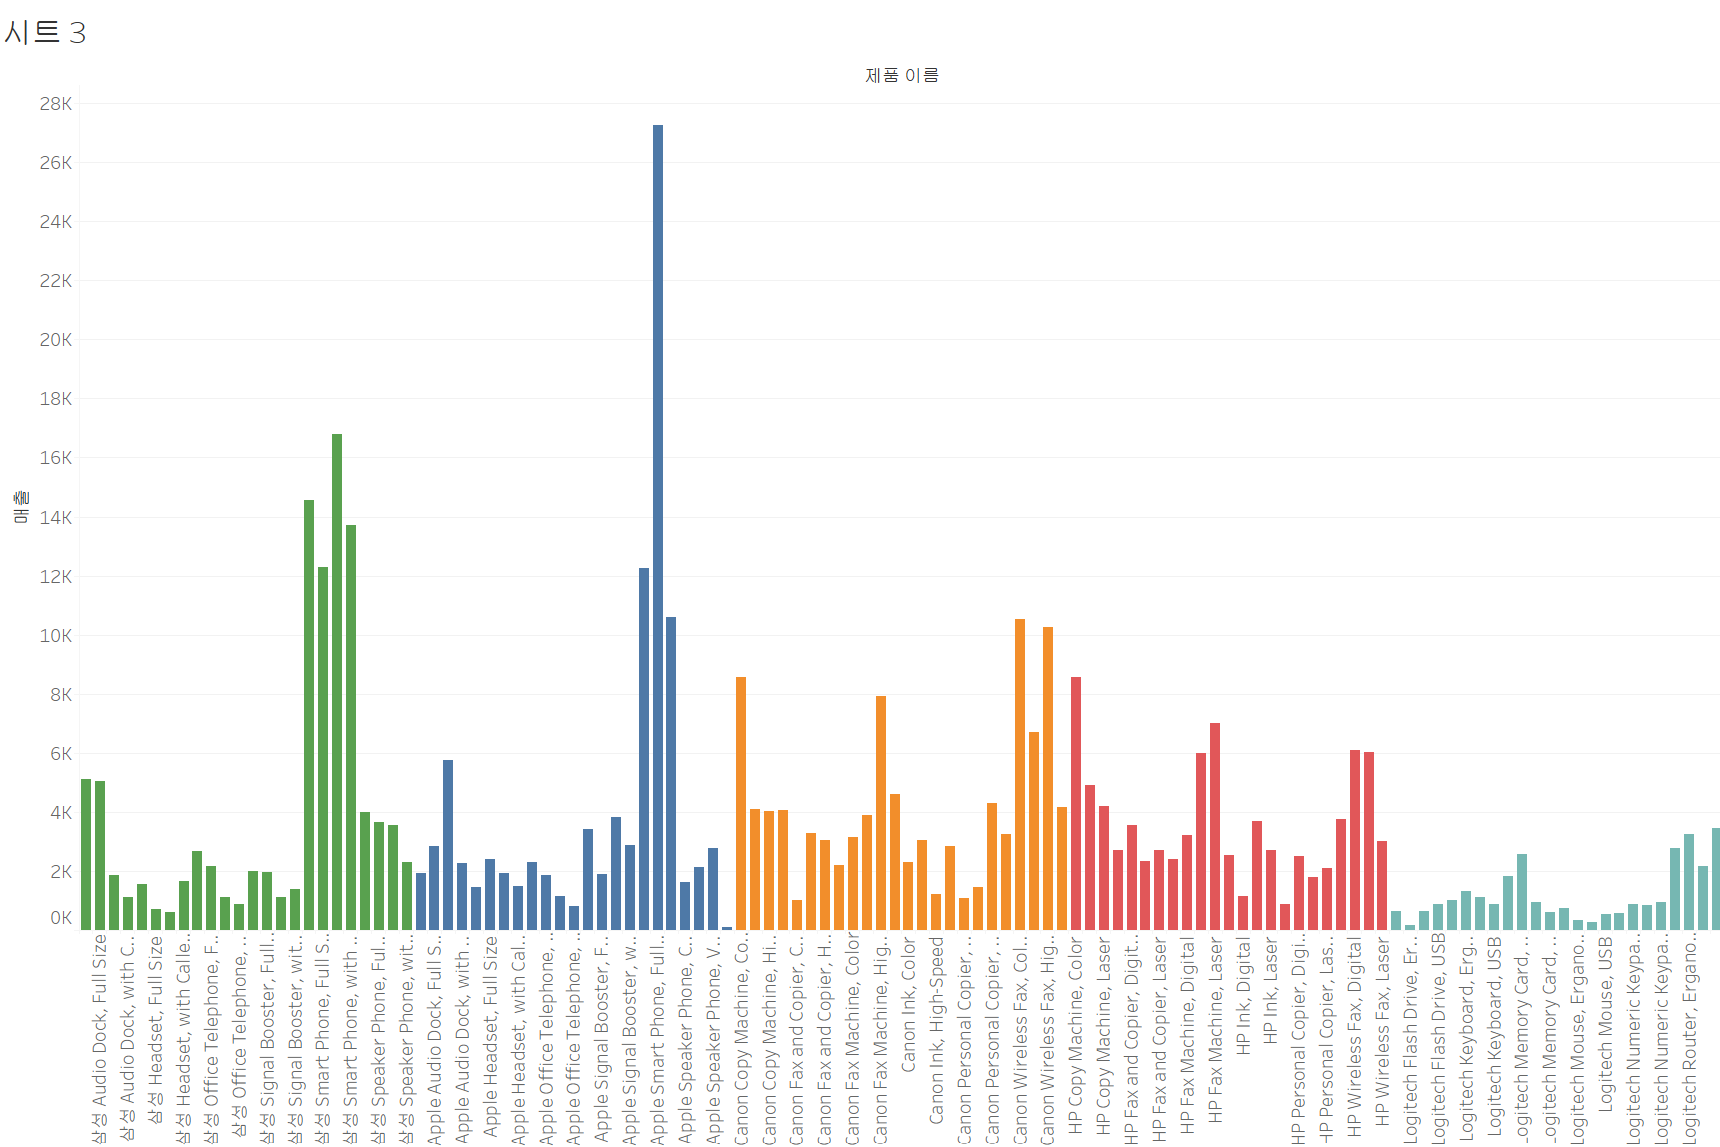 시트 3
제품 이름
28K
26K
24K
22K
20K
18K
16K
14K
12K
10K
8K
6K
4K
2K
0K
매출
삼성 Audio Dock, Full Size
삼성 Audio Dock, with C..
삼성 Headset, Full Size
삼성 Headset, with Calle..
삼성 Office Telephone, F..
삼성 Office Telephone, ..
삼성 Signal Booster, Full..
삼성 Signal Booster, wit..
삼성 Smart Phone, Full S..
삼성 Smart Phone, with ..
삼성 Speaker Phone, Ful..
삼성 Speaker Phone, wit..
Apple Audio Dock, Full S..
Apple Audio Dock, with ..
Apple Headset, Full Size
Apple Headset, with Cal..
Apple Office Telephone, ..
Apple Office Telephone, ..
Apple Signal Booster, F..
Apple Signal Booster, w..
Apple Smart Phone, Full..
Apple Speaker Phone, C..
Apple Speaker Phone, V..
Canon Copy Machine, Co..
Canon Copy Machine, Hi..
Canon Fax and Copier, C..
Canon Fax and Copier, H..
Canon Fax Machine, Color
Canon Fax Machine, Hig..
Canon Ink, Color
Canon Ink, High-Speed
Canon Personal Copier, ..
Canon Personal Copier, ..
Canon Wireless Fax, Col..
Canon Wireless Fax, Hig..
HP Copy Machine, Color
HP Copy Machine, Laser
HP Fax and Copier, Digit..
HP Fax and Copier, Laser
HP Fax Machine, Digital
HP Fax Machine, Laser
HP Ink, Digital
HP Ink, Laser
HP Personal Copier, Digi..
HP Personal Copier, Las..
HP Wireless Fax, Digital
HP Wireless Fax, Laser
Logitech Flash Drive, Er..
Logitech Flash Drive, USB
Logitech Keyboard, Erg..
Logitech Keyboard, USB
Logitech Memory Card, ..
Logitech Memory Card, ..
Logitech Mouse, Ergano..
Logitech Mouse, USB
Logitech Numeric Keypa..
Logitech Numeric Keypa..
Logitech Router, Ergano..